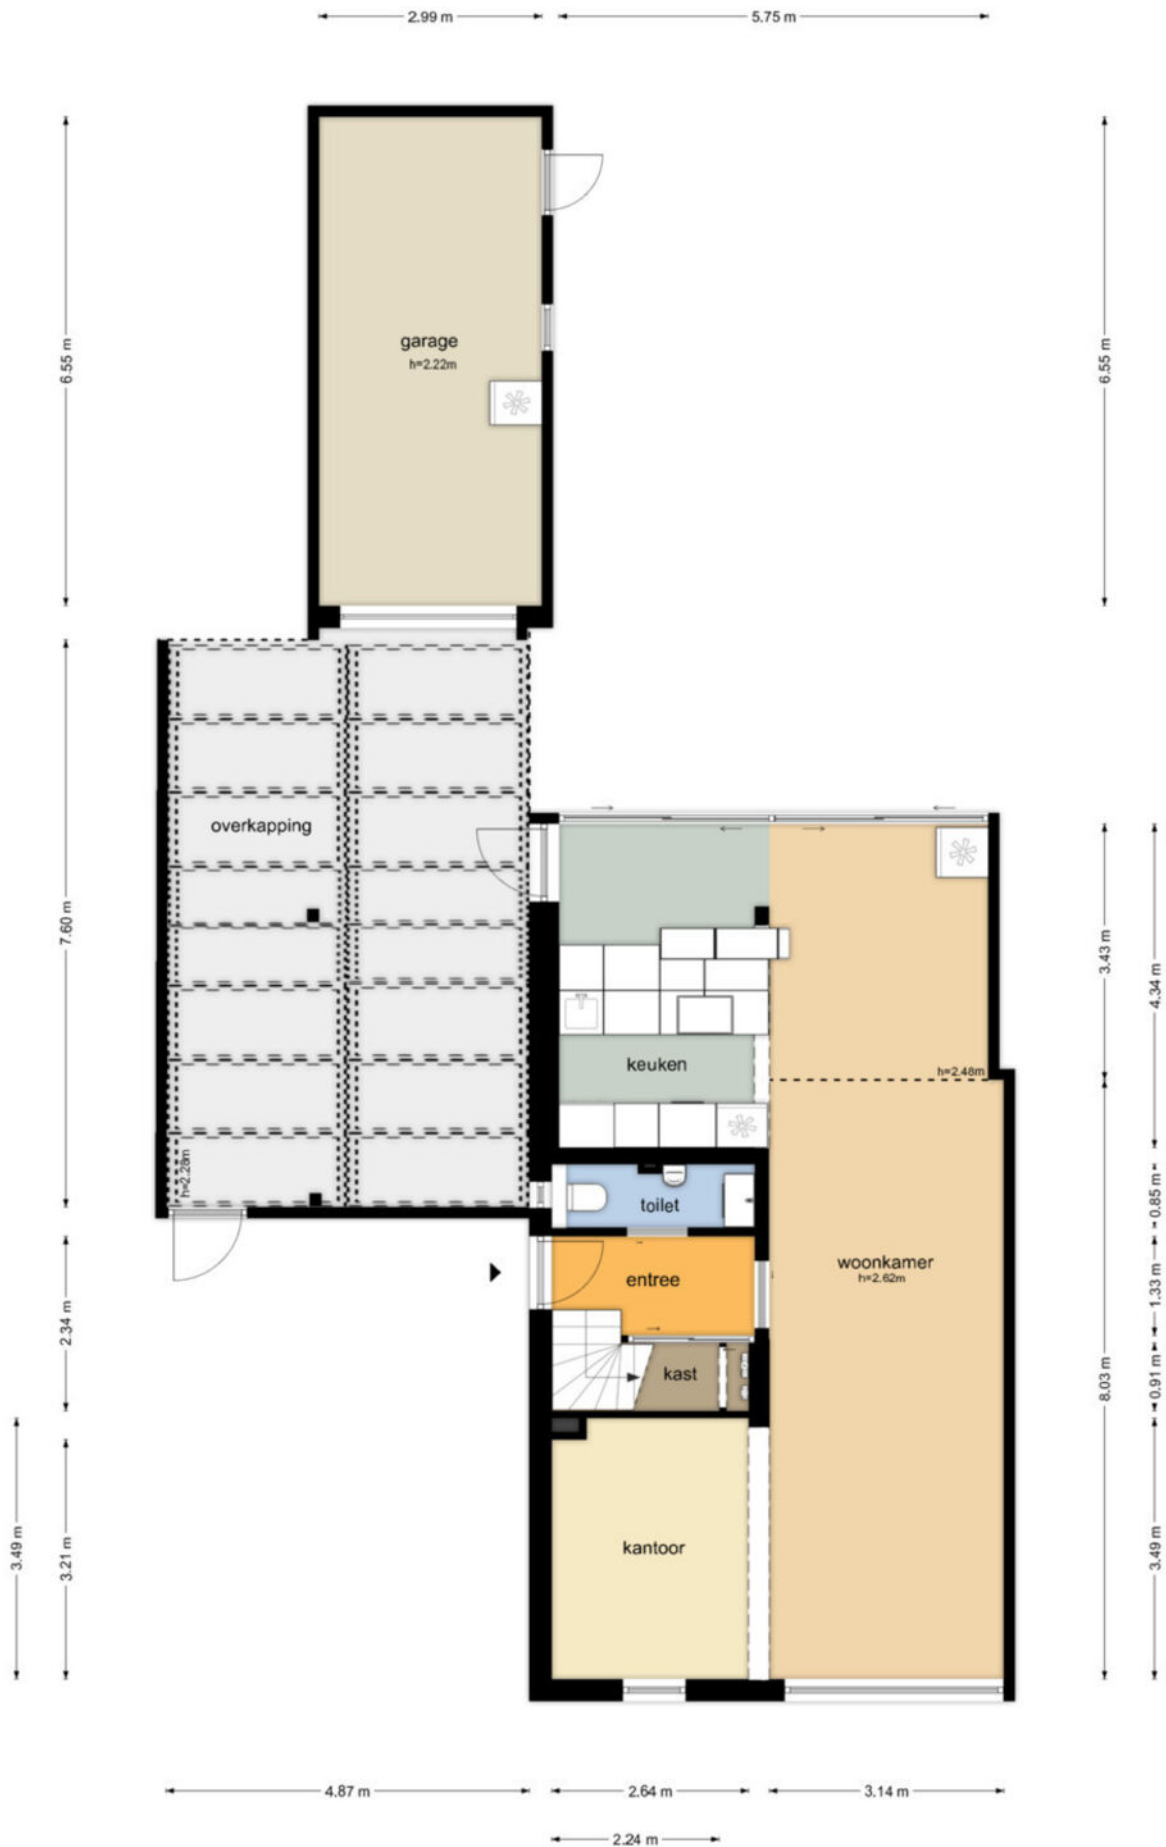 2.99 m
5.75 m
6.55 m
6.55 m
garage
h=2.22m
overkapping
7.60 m
3.43 m
4.34 m
keuken
h=2.48m
h=2.28m
toilet
0.85 m
entree
woonkamer
h=2.62m
1.33 m
2.34 m
kast
0.91 m
8.03 m
kantoor
3.49 m
3.21 m
3.49 m
4.87 m
2.64 m
3.14 m
2.24 m